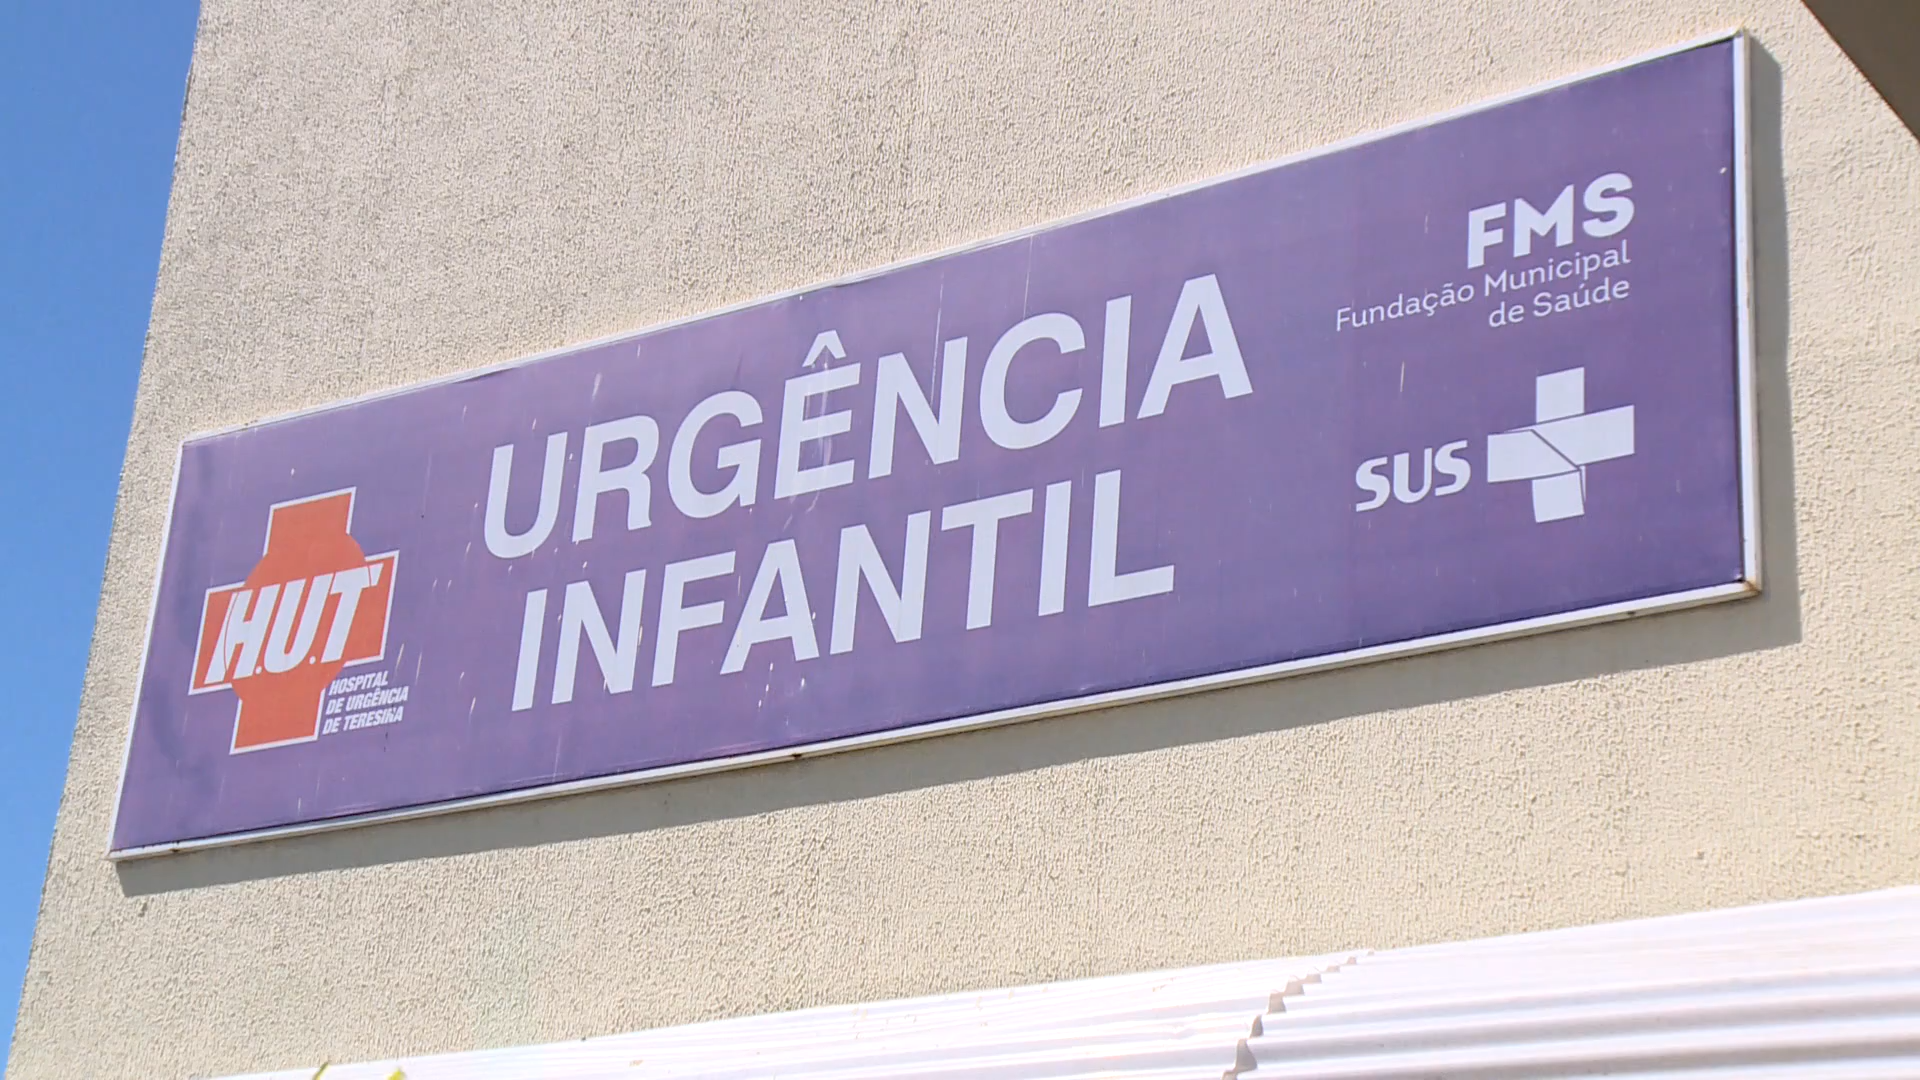 H.U.T
HOSPITAL
DE URGÊNCIA
DE TERESINA
URGÊNCIA
INFANTIL
FMS
Fundação Municipal
de Saúde
SUS